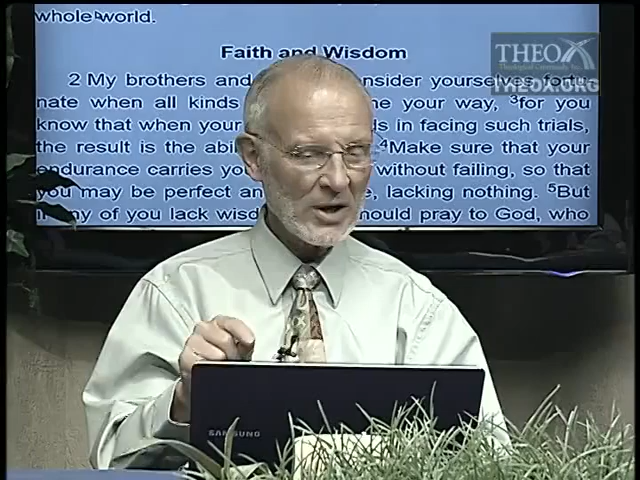 whole world.
Faith and Wisdom
2 My brothers and nsider yourselves fortu
nate when all kinds me your way, ³for you
know that when your ds in facing such trials,
the result is the abi ⁴Make sure that your
endurance carries yo without failing, so that
you may be perfect an e, lacking nothing. ⁵But
if any of you lack wisd hould pray to God, who
THEOX
THEOX.ORG
SAMSUNG